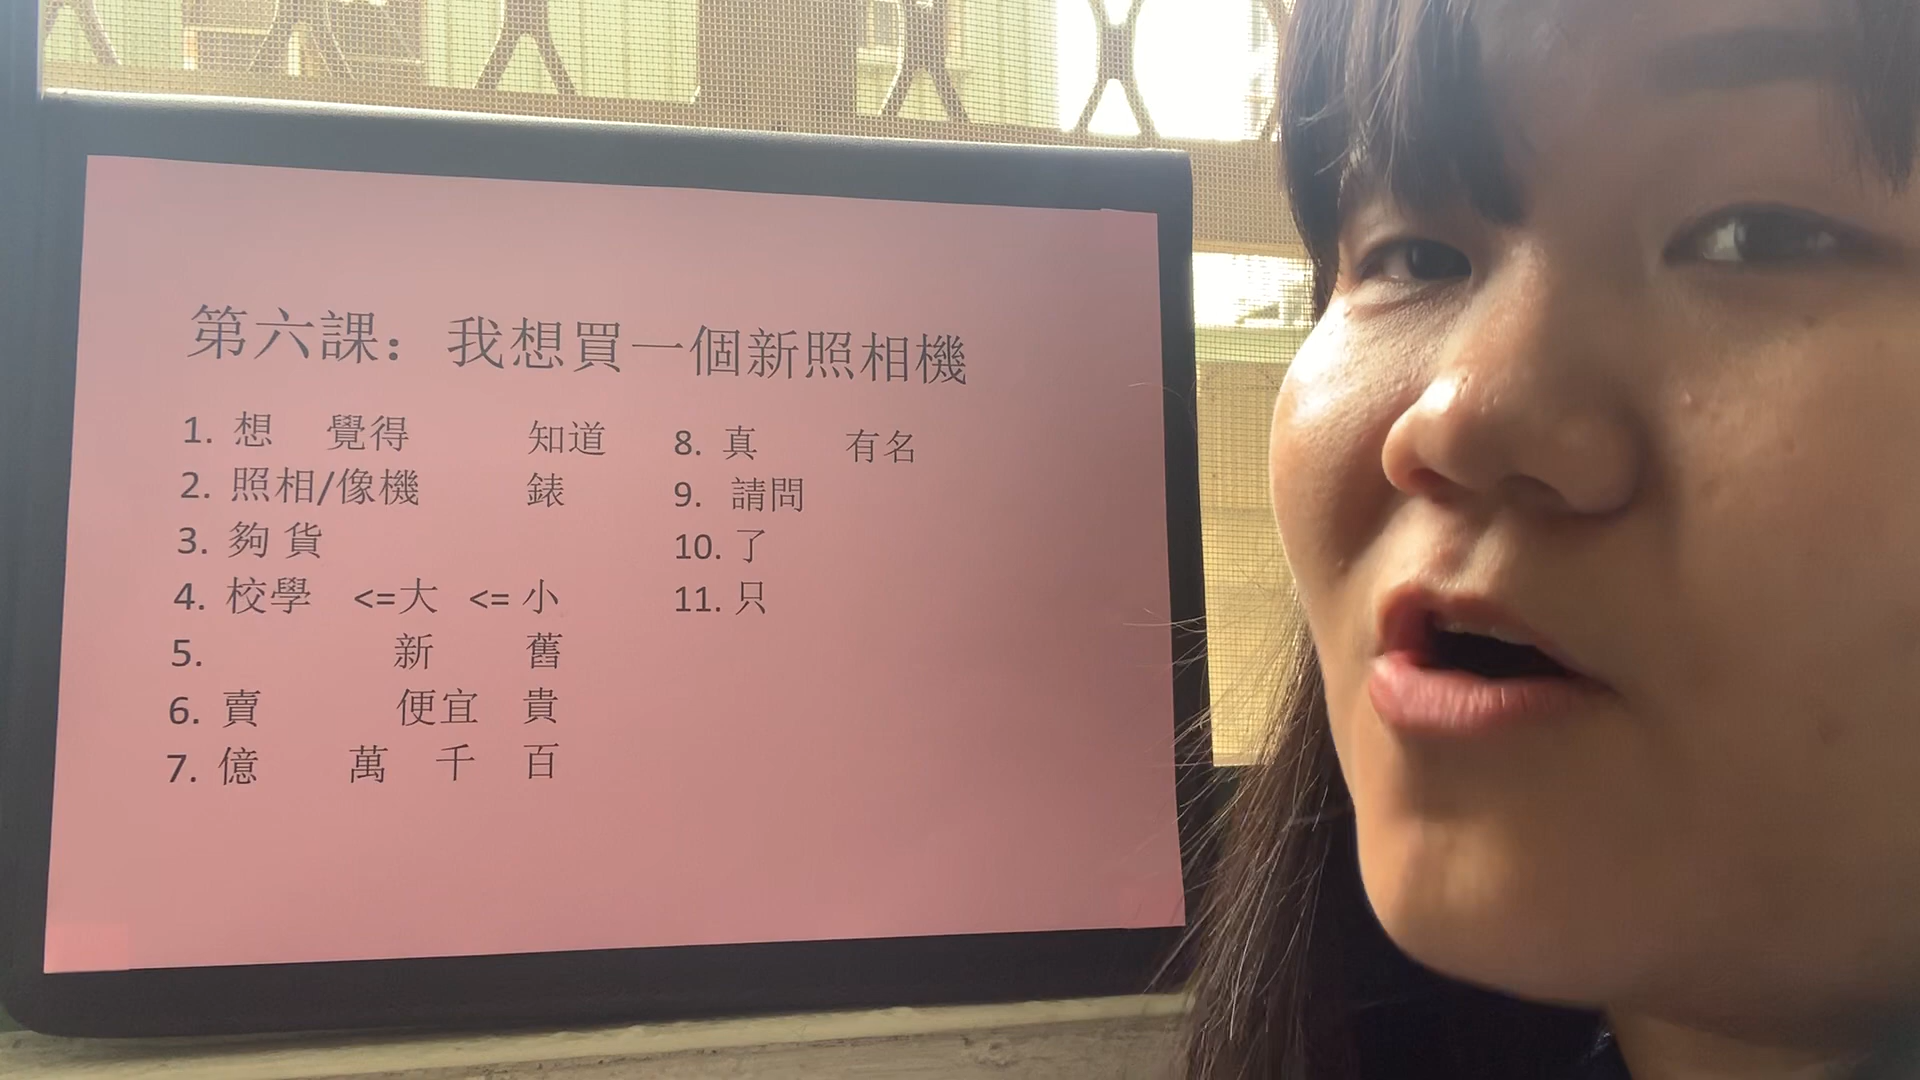 第六課：我想買一個新照相機
1. 想 覺得 知道
2. 照相/像機 錶
3. 夠 貨
4. 校學 <=大 <= 小
5. 新 舊
6. 賣 便宜 貴
7. 億 萬 千 百
8. 真 有名
9. 請問
10. 了
11. 只